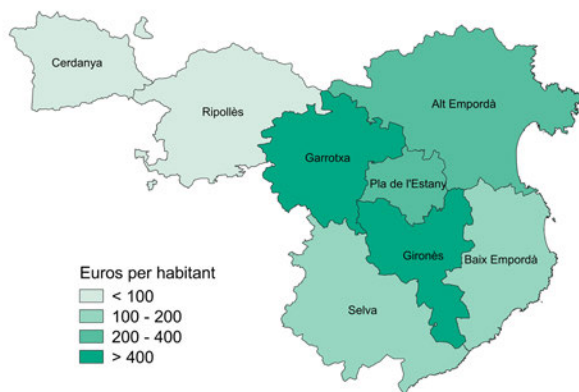 Cerdanya
Ripollès
Alt Empordà
Garrotxa
Pla de l'Estany
Gironès
Baix Empordà
Selva
Euros per habitant
< 100
100 - 200
200 - 400
> 400